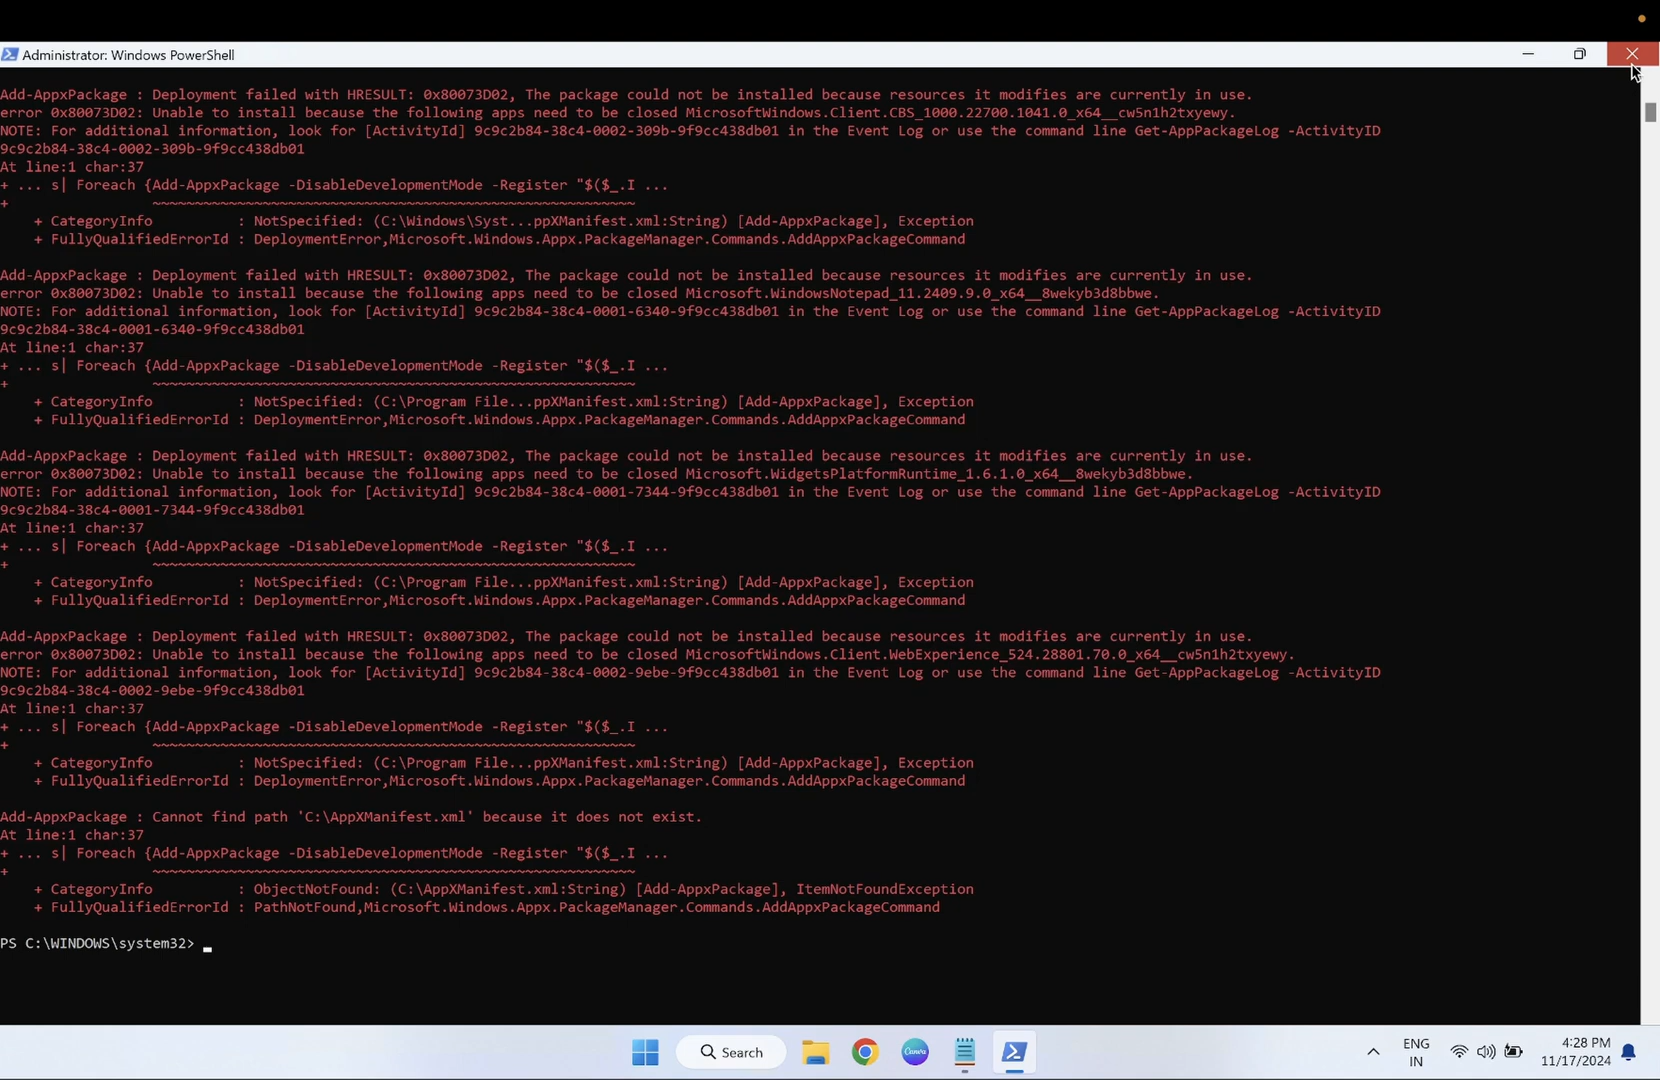 Administrator: Windows PowerShell
Add-AppxPackage : Deployment failed with HRESULT: 0x80073D02, The package could not be installed because resources it modifies are currently in use.
error 0x80073D02: Unable to install because the following apps need to be closed MicrosoftWindows.Client.CBS_1000.22700.1041.0_x64__cw5n1h2txyewy.
NOTE: For additional information, look for [ActivityId] 9c9c2b84-38c4-0002-309b-9f9cc438db01 in the Event Log or use the command line Get-AppPackageLog -ActivityID
9c9c2b84-38c4-0002-309b-9f9cc438db01
At line:1 char:37
+ ... s| Foreach {Add-AppxPackage -DisableDevelopmentMode -Register "$($_.I ...
+                 ~~~~~~~~~~~~~~~~~~~~~~~~~~~~~~~~~~~~~~~~~~~~~~~~~~~~~~~~~
    + CategoryInfo          : NotSpecified: (C:\Windows\Syst...ppXManifest.xml:String) [Add-AppxPackage], Exception
    + FullyQualifiedErrorId : DeploymentError,Microsoft.Windows.Appx.PackageManager.Commands.AddAppxPackageCommand
Add-AppxPackage : Deployment failed with HRESULT: 0x80073D02, The package could not be installed because resources it modifies are currently in use.
error 0x80073D02: Unable to install because the following apps need to be closed Microsoft.WindowsNotepad_11.2409.9.0_x64__8wekyb3d8bbwe.
NOTE: For additional information, look for [ActivityId] 9c9c2b84-38c4-0001-6340-9f9cc438db01 in the Event Log or use the command line Get-AppPackageLog -ActivityID
9c9c2b84-38c4-0001-6340-9f9cc438db01
At line:1 char:37
+ ... s| Foreach {Add-AppxPackage -DisableDevelopmentMode -Register "$($_.I ...
+                 ~~~~~~~~~~~~~~~~~~~~~~~~~~~~~~~~~~~~~~~~~~~~~~~~~~~~~~~~~
    + CategoryInfo          : NotSpecified: (C:\Program File...ppXManifest.xml:String) [Add-AppxPackage], Exception
    + FullyQualifiedErrorId : DeploymentError,Microsoft.Windows.Appx.PackageManager.Commands.AddAppxPackageCommand
Add-AppxPackage : Deployment failed with HRESULT: 0x80073D02, The package could not be installed because resources it modifies are currently in use.
error 0x80073D02: Unable to install because the following apps need to be closed Microsoft.WidgetsPlatformRuntime_1.6.1.0_x64__8wekyb3d8bbwe.
NOTE: For additional information, look for [ActivityId] 9c9c2b84-38c4-0001-7344-9f9cc438db01 in the Event Log or use the command line Get-AppPackageLog -ActivityID
9c9c2b84-38c4-0001-7344-9f9cc438db01
At line:1 char:37
+ ... s| Foreach {Add-AppxPackage -DisableDevelopmentMode -Register "$($_.I ...
+                 ~~~~~~~~~~~~~~~~~~~~~~~~~~~~~~~~~~~~~~~~~~~~~~~~~~~~~~~~~
    + CategoryInfo          : NotSpecified: (C:\Program File...ppXManifest.xml:String) [Add-AppxPackage], Exception
    + FullyQualifiedErrorId : DeploymentError,Microsoft.Windows.Appx.PackageManager.Commands.AddAppxPackageCommand
Add-AppxPackage : Deployment failed with HRESULT: 0x80073D02, The package could not be installed because resources it modifies are currently in use.
error 0x80073D02: Unable to install because the following apps need to be closed MicrosoftWindows.Client.WebExperience_524.28801.70.0_x64__cw5n1h2txyewy.
NOTE: For additional information, look for [ActivityId] 9c9c2b84-38c4-0002-9ebe-9f9cc438db01 in the Event Log or use the command line Get-AppPackageLog -ActivityID
9c9c2b84-38c4-0002-9ebe-9f9cc438db01
At line:1 char:37
+ ... s| Foreach {Add-AppxPackage -DisableDevelopmentMode -Register "$($_.I ...
+                 ~~~~~~~~~~~~~~~~~~~~~~~~~~~~~~~~~~~~~~~~~~~~~~~~~~~~~~~~~
    + CategoryInfo          : NotSpecified: (C:\Program File...ppXManifest.xml:String) [Add-AppxPackage], Exception
    + FullyQualifiedErrorId : DeploymentError,Microsoft.Windows.Appx.PackageManager.Commands.AddAppxPackageCommand
Add-AppxPackage : Cannot find path 'C:\AppXManifest.xml' because it does not exist.
At line:1 char:37
+ ... s| Foreach {Add-AppxPackage -DisableDevelopmentMode -Register "$($_.I ...
+                 ~~~~~~~~~~~~~~~~~~~~~~~~~~~~~~~~~~~~~~~~~~~~~~~~~~~~~~~~~
    + CategoryInfo          : ObjectNotFound: (C:\AppXManifest.xml:String) [Add-AppxPackage], ItemNotFoundException
    + FullyQualifiedErrorId : PathNotFound,Microsoft.Windows.Appx.PackageManager.Commands.AddAppxPackageCommand
PS C:\WINDOWS\system32>
Search
Canva
ENG
IN
4:28 PM
11/17/2024